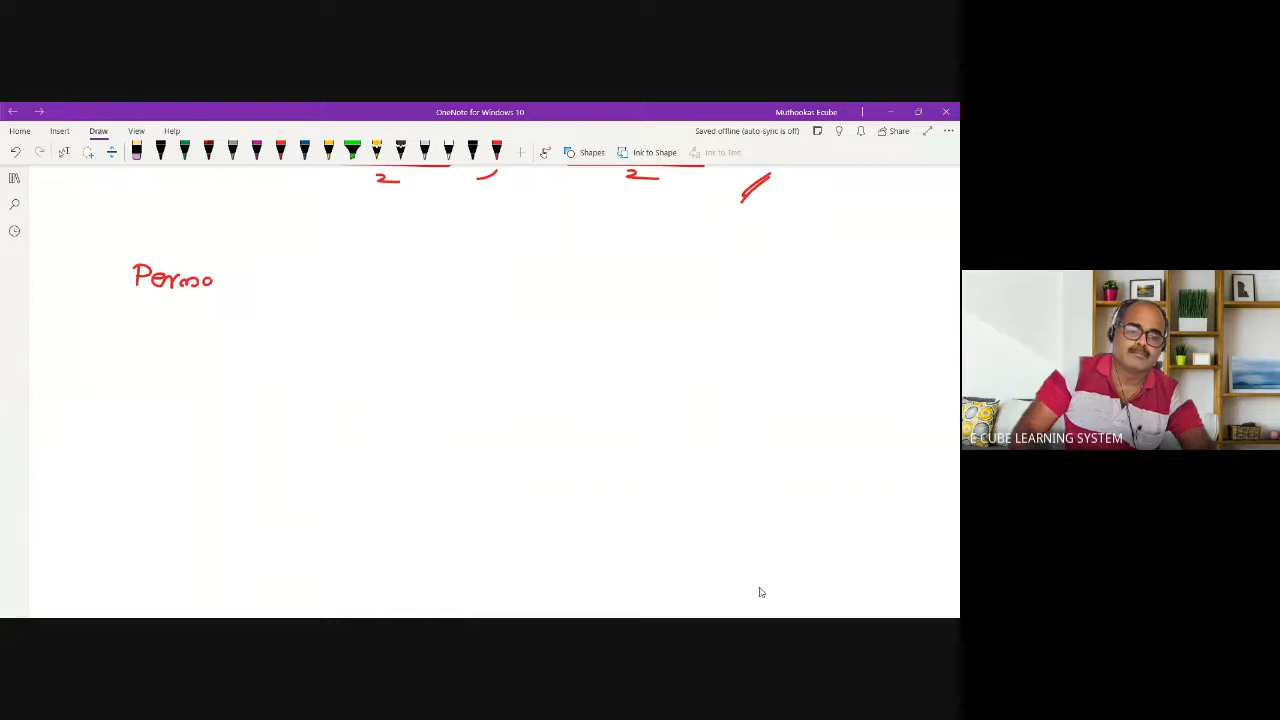 OneNote for Windows 10
Muthookas Ecube
Home Insert Draw View Help
Saved offline (auto-sync is off) Share
Shapes Ink to Shape Ink to Text
2 2
Permo
E CUBE LEARNING SYSTEM